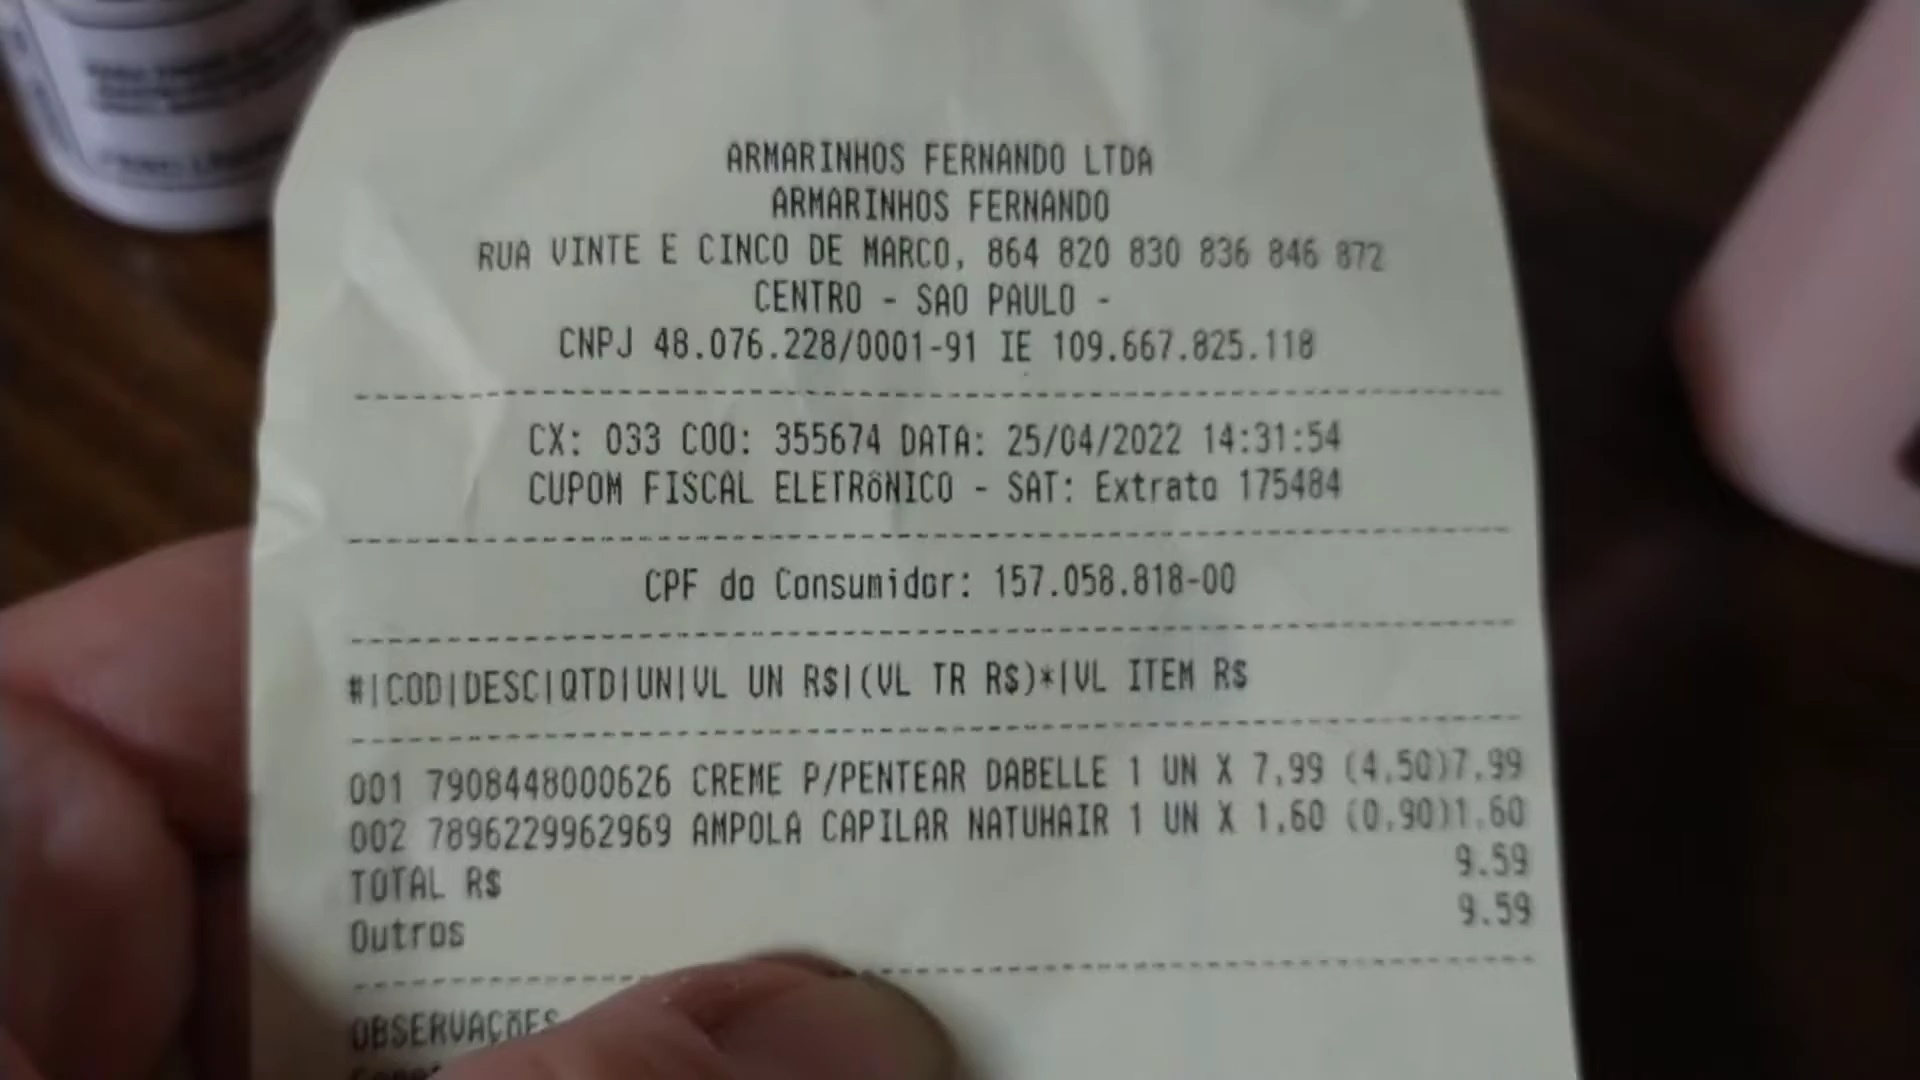 ARMARINHOS FERNANDO LTDA
ARMARINHOS FERNANDO
RUA VINTE E CINCO DE MARCO, 864 820 830 836 846 872
CENTRO - SAO PAULO -
CNPJ 48.076.228/0001-91 IE 109.667.825.118
CX: 033 COO: 355674 DATA: 25/04/2022 14:31:54
CUPOM FISCAL ELETRôNICO - SAT: Extrato 175484
CPF do Consumidor: 157.058.818-00
#|COD|DESC|QTD|UN|VL UN R$|(VL TR R$)*|VL ITEM R$
001 7908448000626 CREME P/PENTEAR DABELLE 1 UN X 7,99 (4,50)7,99
002 7896229962969 AMPOLA CAPILAR NATUHAIR 1 UN X 1,60 (0,90)1,60
TOTAL R$ 9.59
Outros 9.59
OBSERVAÇõES